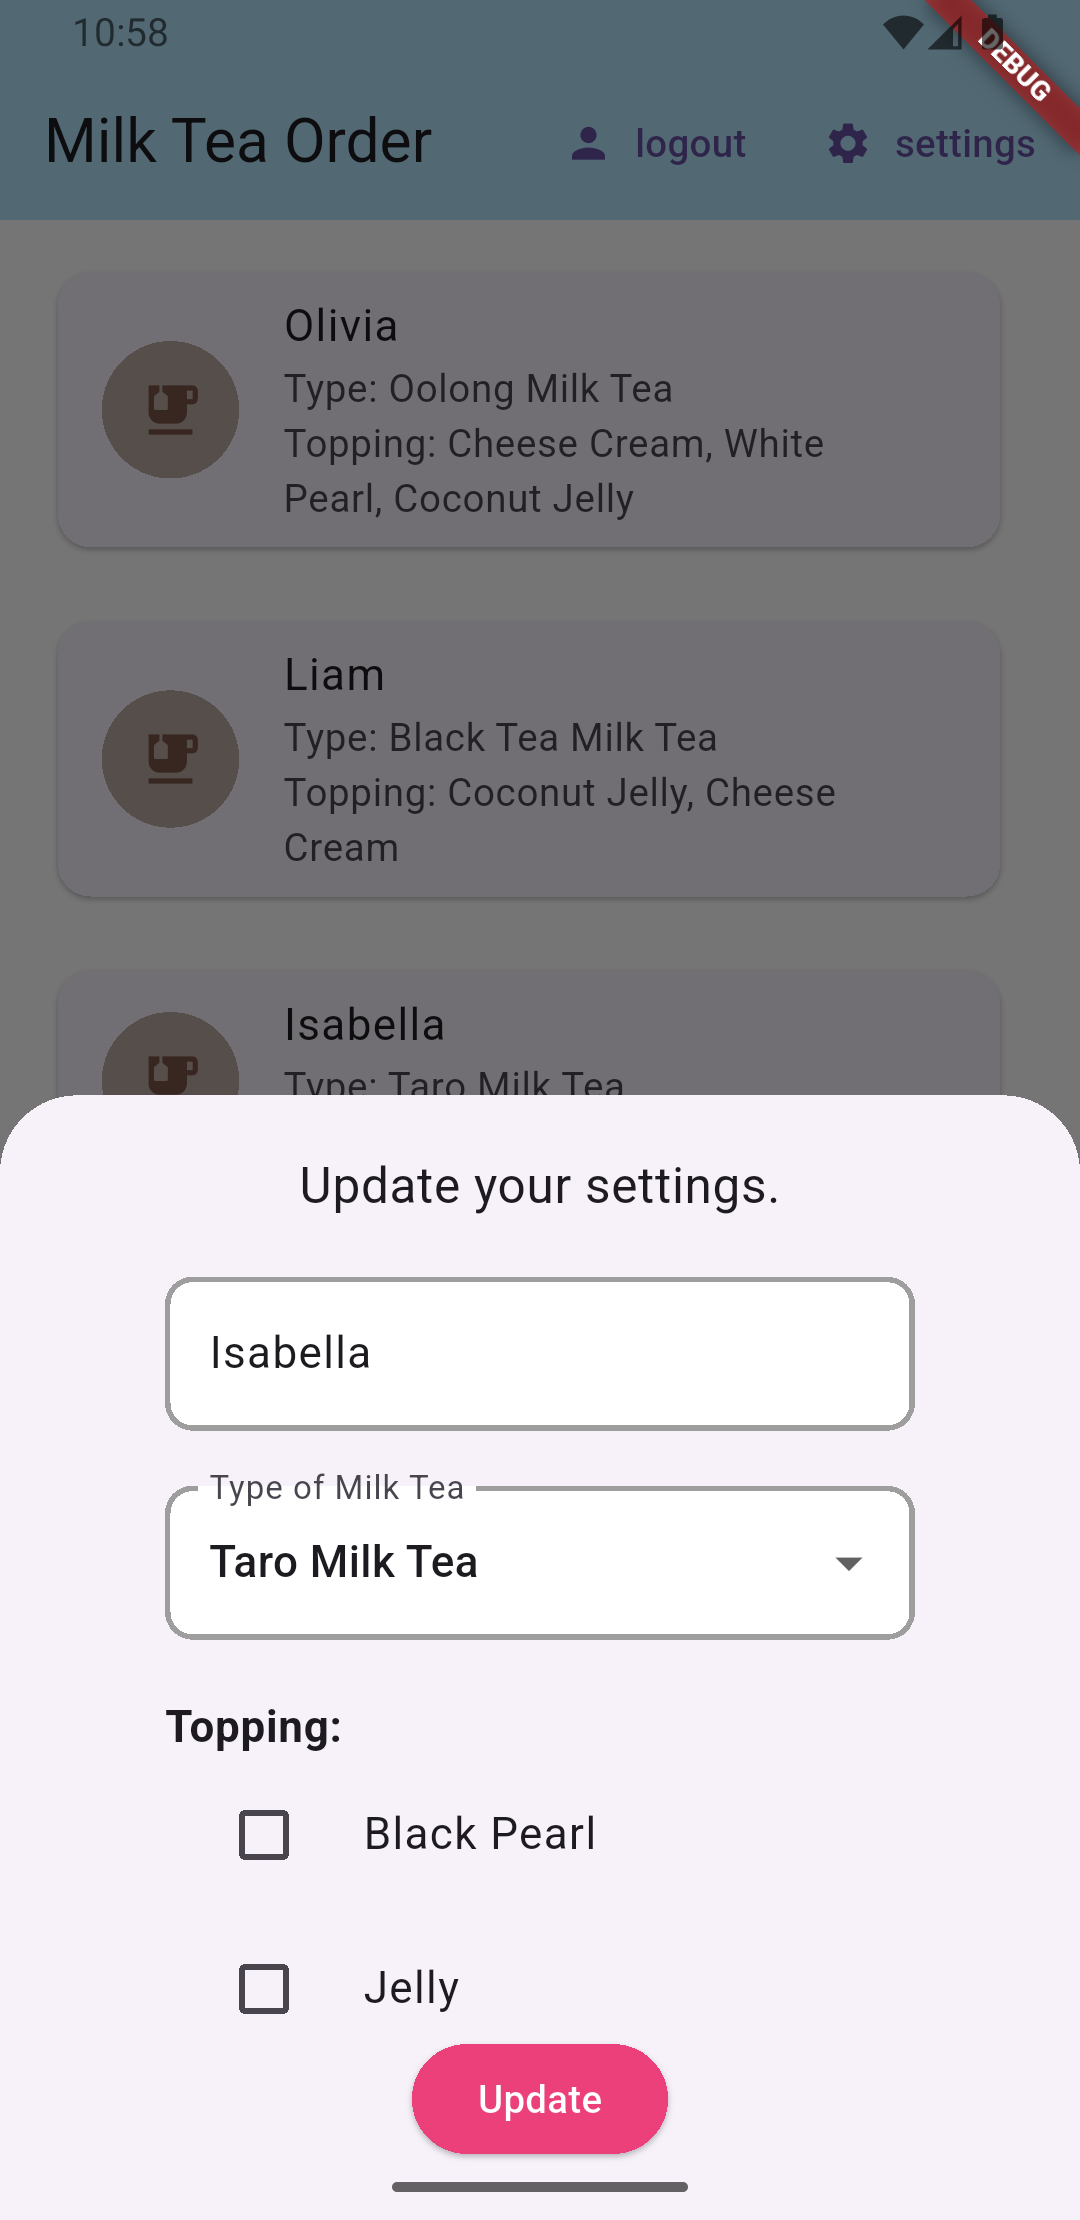 10:58
DEBUG
Milk Tea Order
logout
settings
Olivia
Type: Oolong Milk Tea
Topping: Cheese Cream, White
Pearl, Coconut Jelly
Liam
Type: Black Tea Milk Tea
Topping: Coconut Jelly, Cheese
Cream
Isabella
Type: Taro Milk Tea
Update your settings.
Isabella
Type of Milk Tea
Taro Milk Tea
Topping:
Black Pearl
Jelly
Update